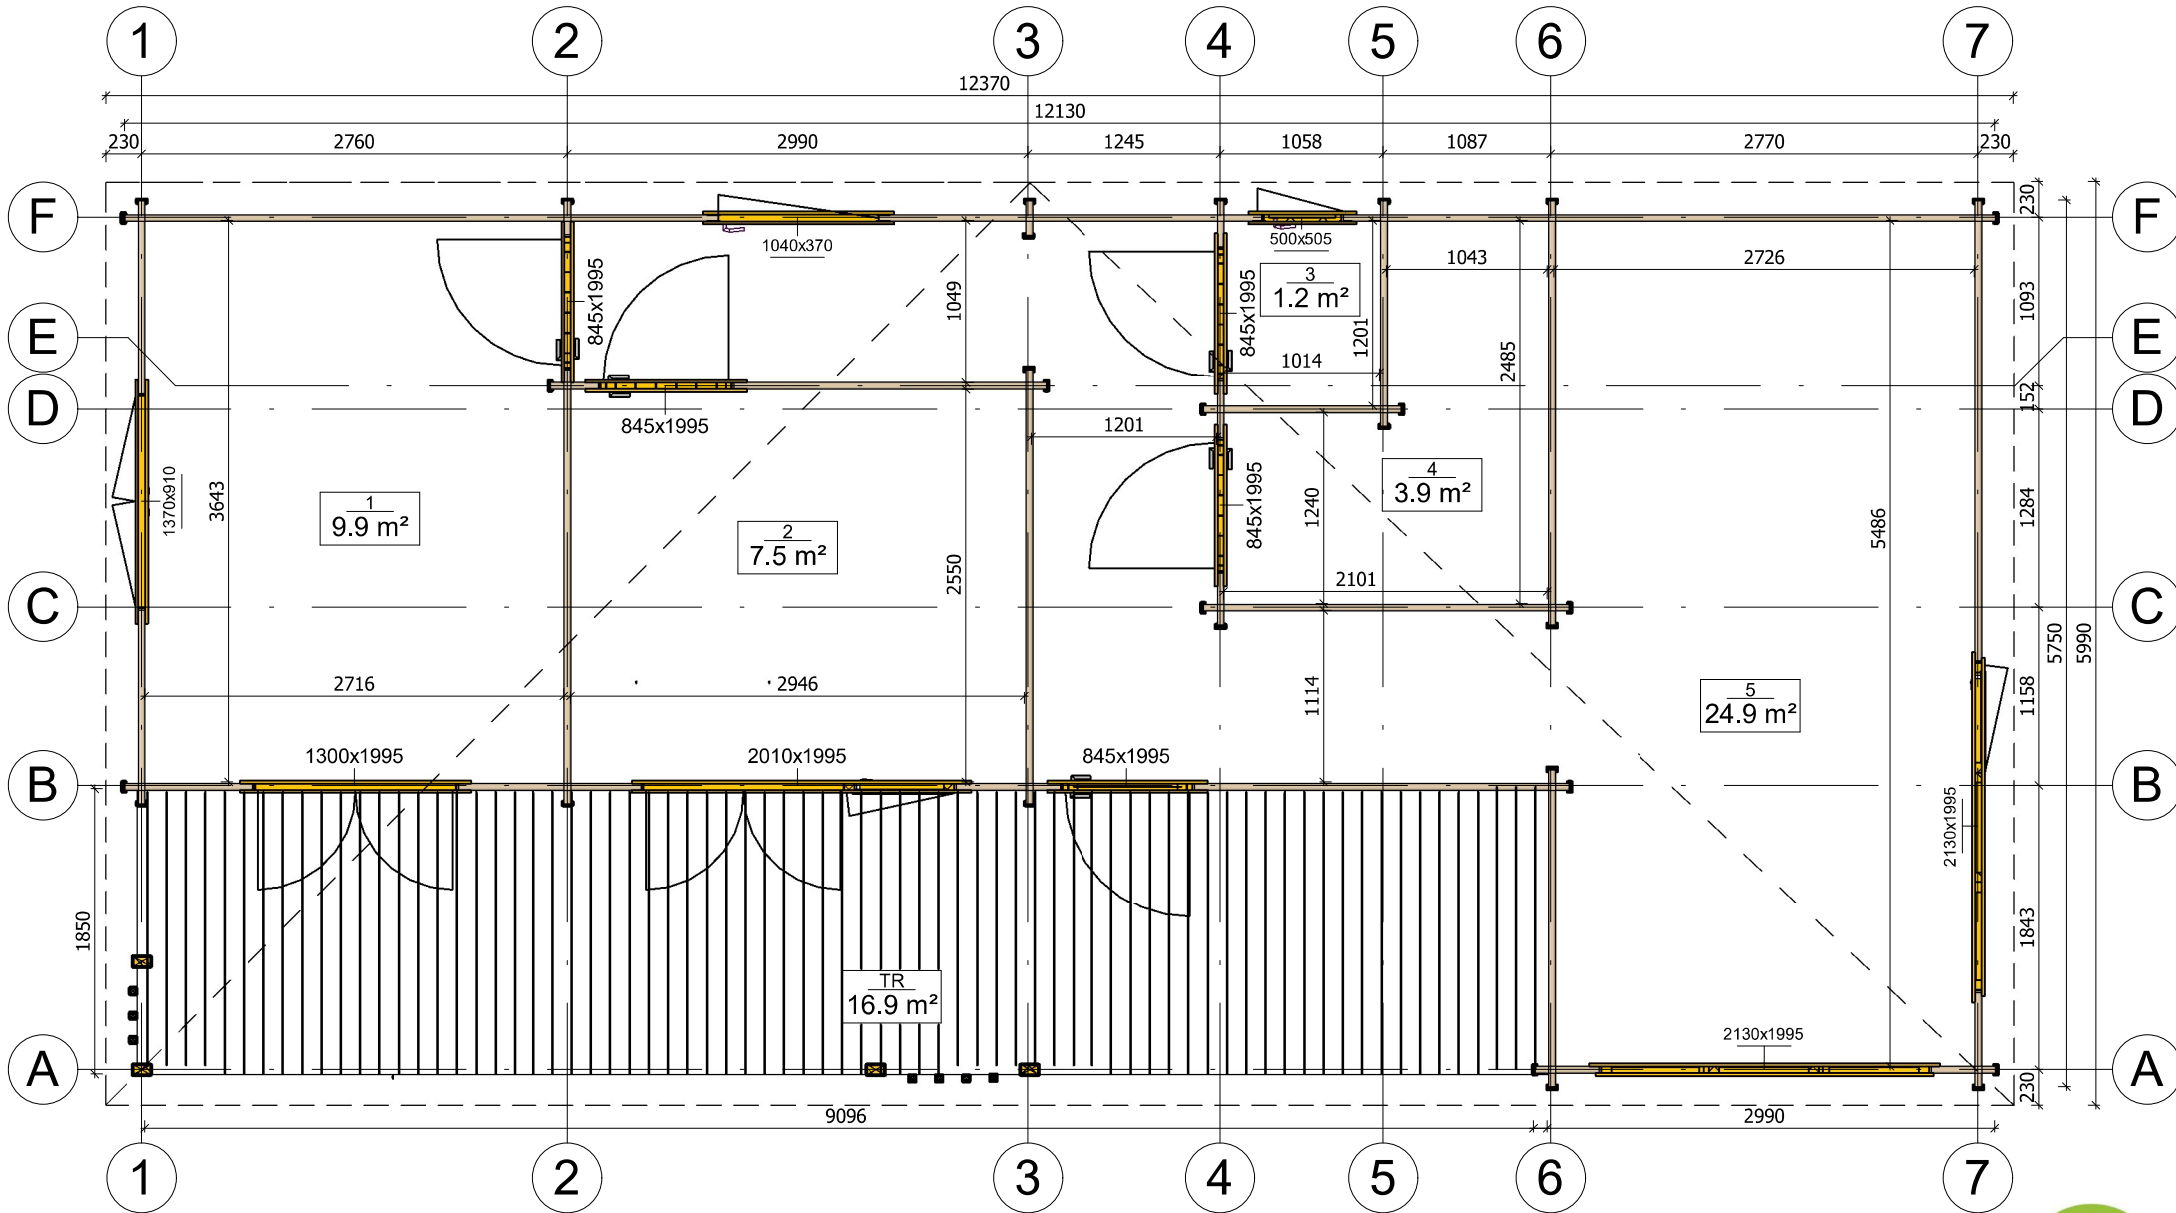 1 2 3 4 5 6 7
12370
12130
230 2760 2990 1245 1058 1087 2770 230
F 230 F
1040x370 500x505
3
1.2 m²
1043 2726
845x1995 1049 845x1995 1093
E E
1201 1014 2485 152
D D
845x1995 1201
1370x910 3643
1
9.9 m²
2
7.5 m²
4
3.9 m²
845x1995 1240 1284 5486
2550 2101
C C
5750 5990
2716 2946 1114 1158
5
24.9 m²
1300x1995 2010x1995 845x1995
B B
2130x1995
1850 1843
TR
16.9 m²
2130x1995
A A
230
9096 2990
1 2 3 4 5 6 7